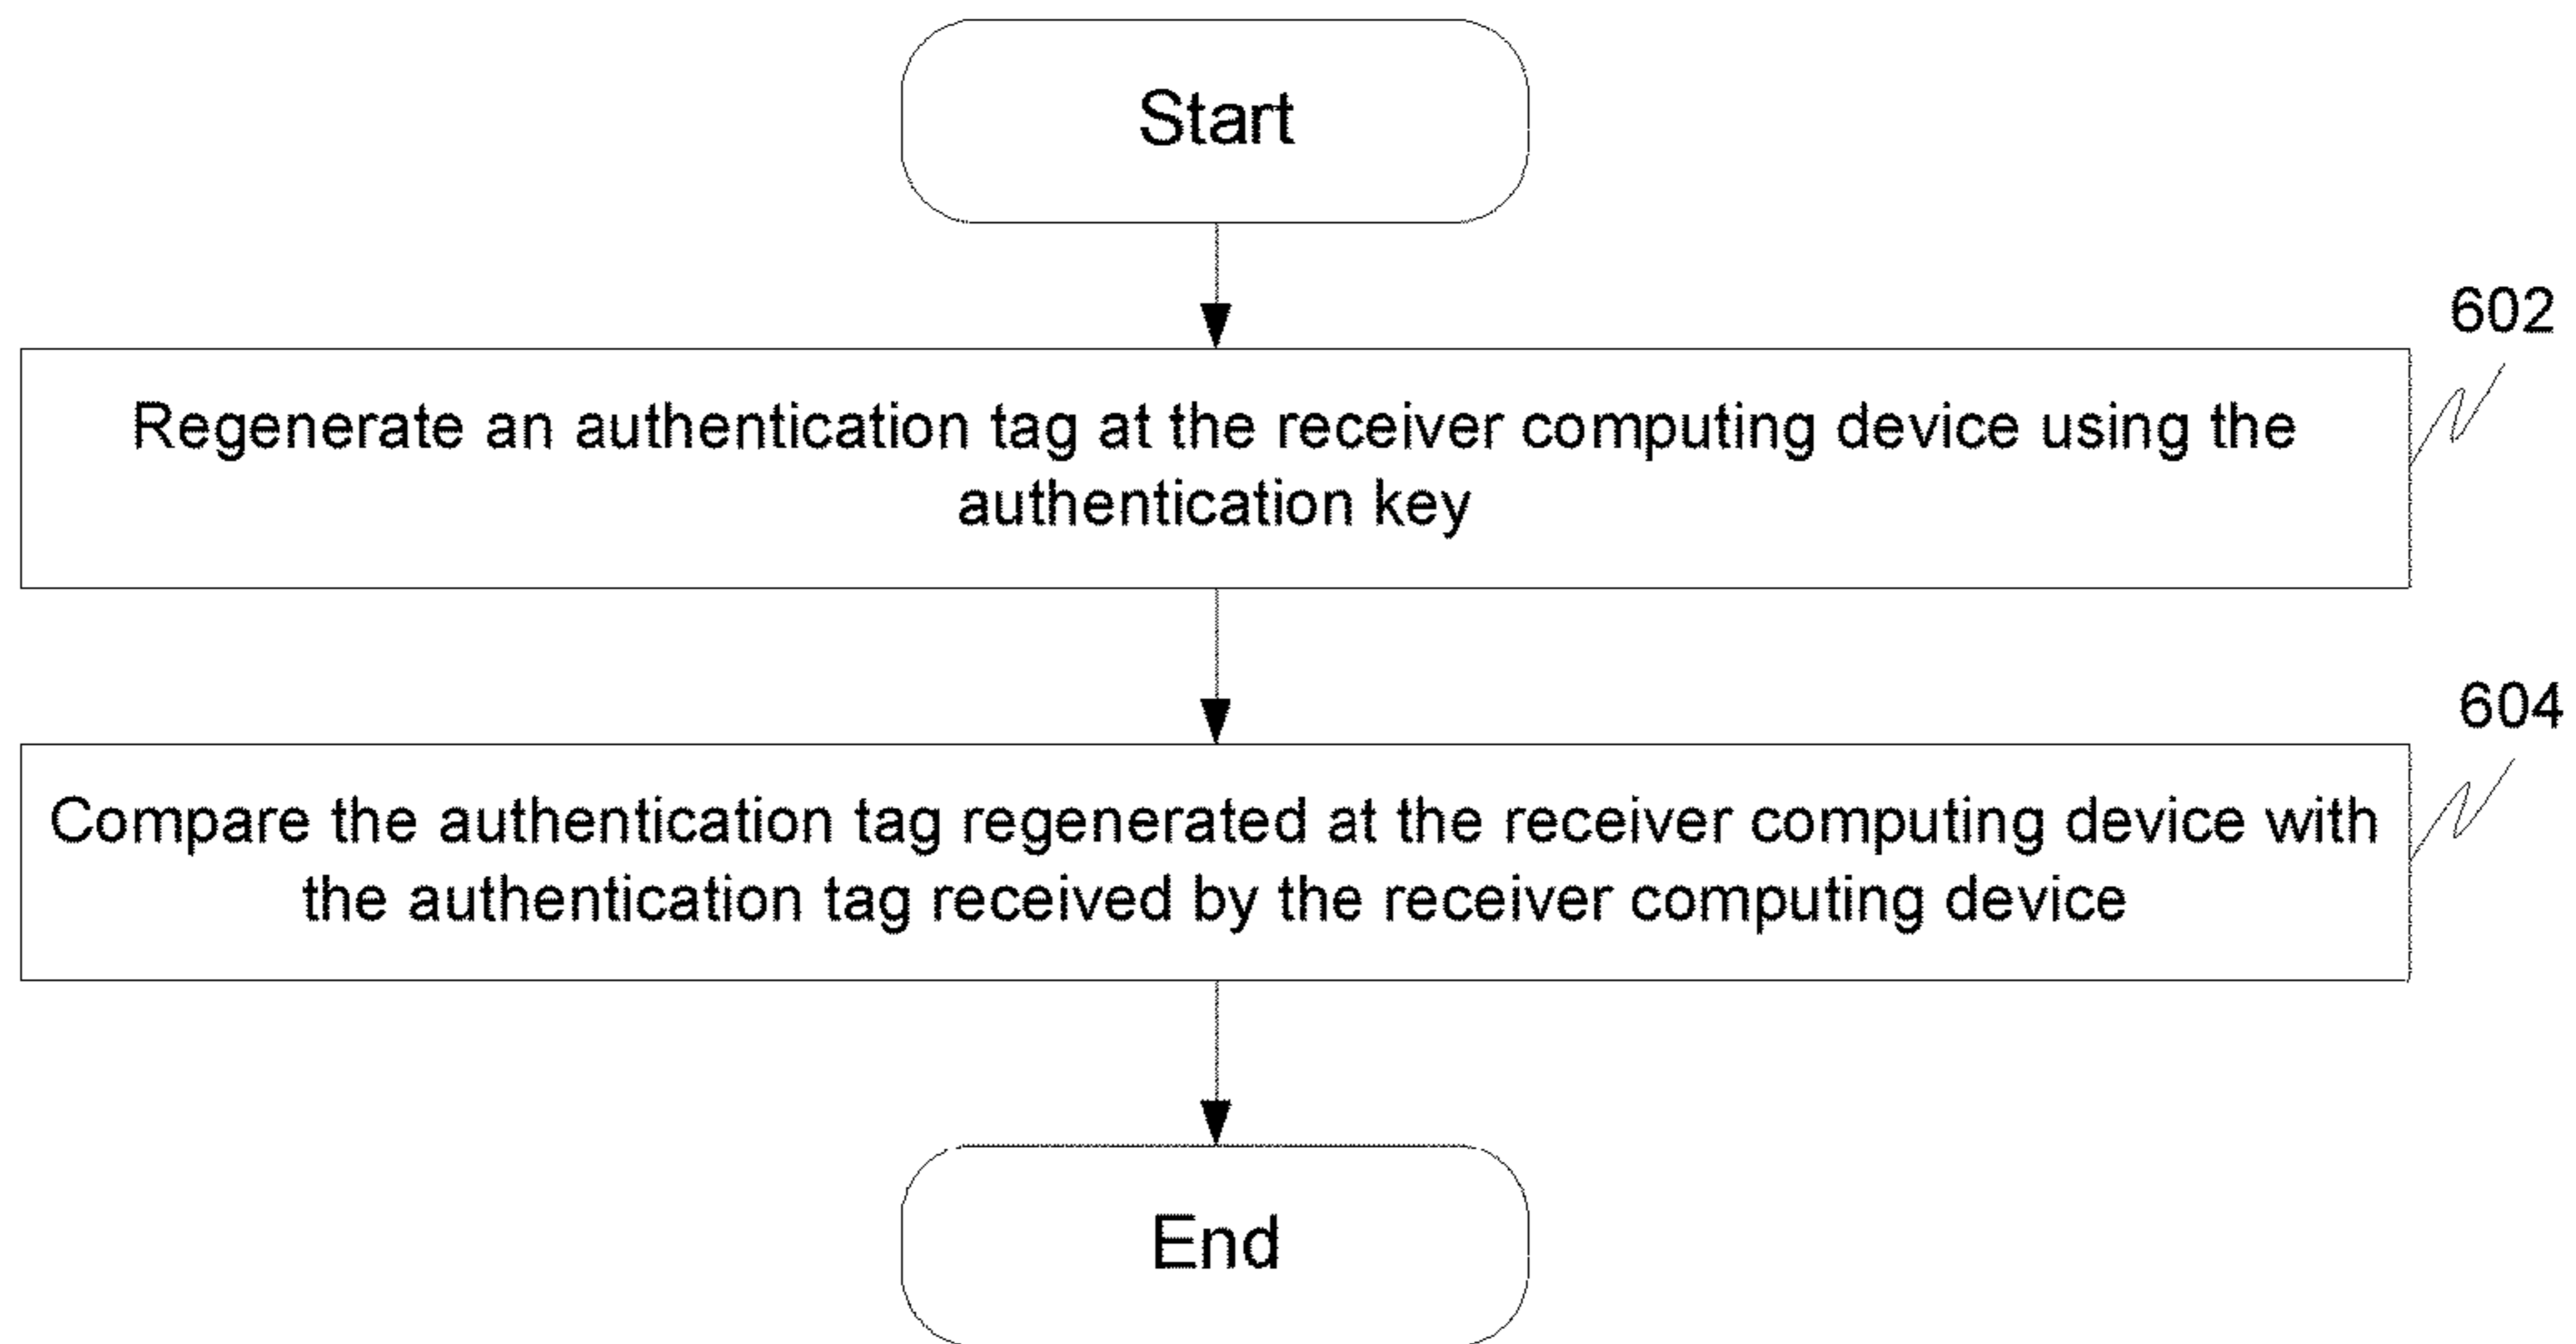 Start
602
Regenerate an authentication tag at the receiver computing device using the
authentication key
604
Compare the authentication tag regenerated at the receiver computing device with
the authentication tag received by the receiver computing device
End